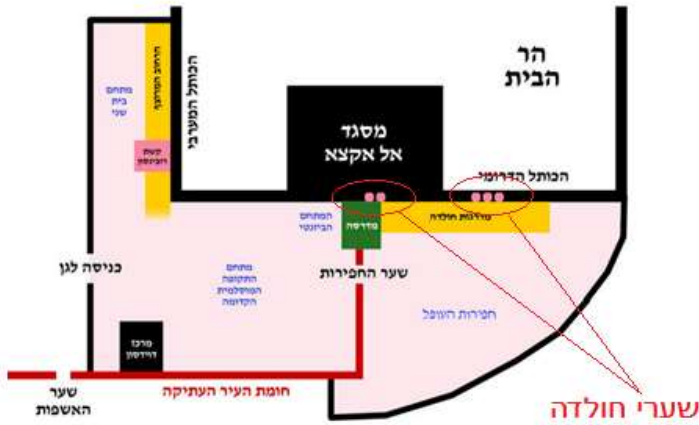 הר
הבית
מסגד
אל אקצא
הכותל הדרומי
הכותל המערבי
הרחוב המרוצף
מתחם
בית
שני
קשת
רובינסון
מדרגות חולדה
המתחם
הביזנטי
מדרסה
שער החפירות
כניסה לגן
מתחם
התקופה
המוסלמית
הקדומה
חפירות העופל
מרכז
דוידסון
חומת העיר העתיקה
שער
האשפות
שערי חולדה